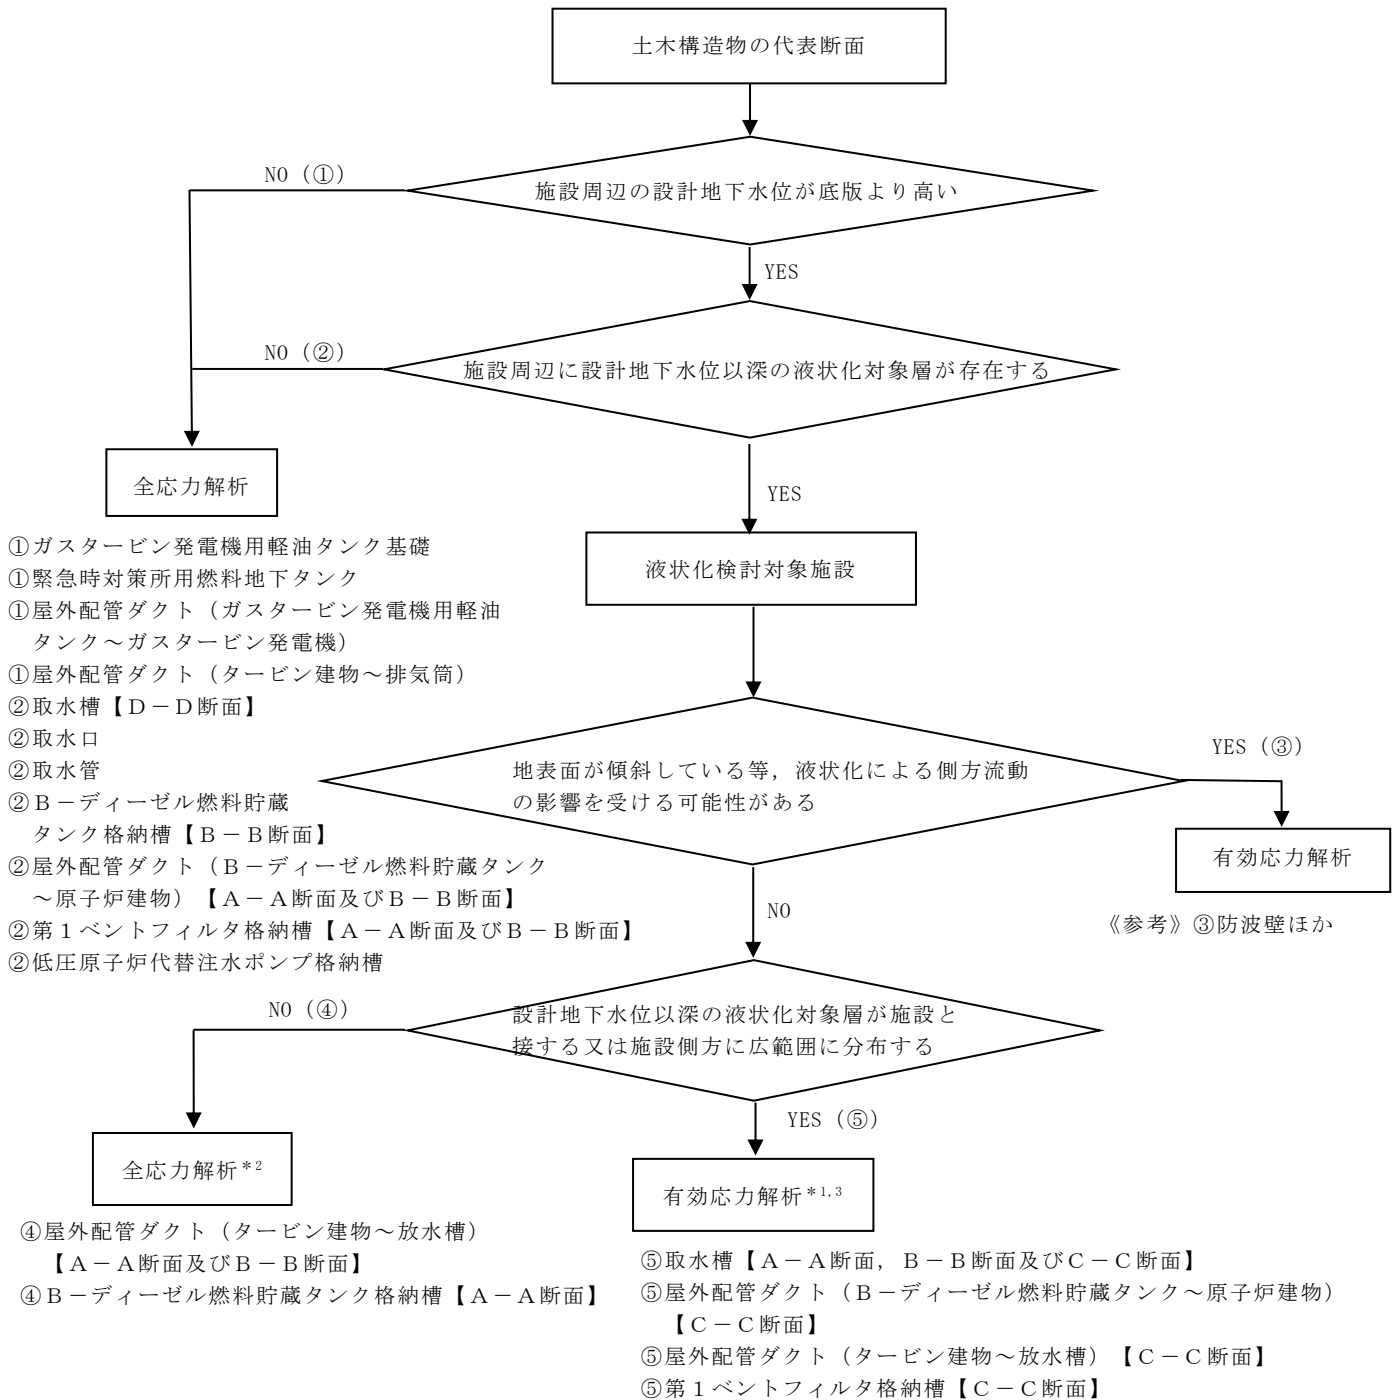 土木構造物の代表断面
NO（①）
施設周辺の設計地下水位が底版より高い
YES
NO（②）
施設周辺に設計地下水位以深の液状化対象層が存在する
全応力解析
YES
①ガスタービン発電機用軽油タンク基礎
①緊急時対策所用燃料地下タンク
①屋外配管ダクト（ガスタービン発電機用軽油
タンク～ガスタービン発電機）
①屋外配管ダクト（タービン建物～排気筒）
②取水槽【Ｄ－Ｄ断面】
②取水口
②取水管
②Ｂ－ディーゼル燃料貯蔵
タンク格納槽【Ｂ－Ｂ断面】
②屋外配管ダクト（Ｂ－ディーゼル燃料貯蔵タンク
～原子炉建物）【Ａ－Ａ断面及びＢ－Ｂ断面】
②第１ベントフィルタ格納槽【Ａ－Ａ断面及びＢ－Ｂ断面】
②低圧原子炉代替注水ポンプ格納槽
液状化検討対象施設
地表面が傾斜している等，液状化による側方流動
の影響を受ける可能性がある
YES（③）
有効応力解析
《参考》③防波壁ほか
NO
設計地下水位以深の液状化対象層が施設と
接する又は施設側方に広範囲に分布する
NO（④）
全応力解析＊2
④屋外配管ダクト（タービン建物～放水槽）
【Ａ－Ａ断面及びＢ－Ｂ断面】
④Ｂ－ディーゼル燃料貯蔵タンク格納槽【Ａ－Ａ断面】
YES（⑤）
有効応力解析＊1,3
⑤取水槽【Ａ－Ａ断面，Ｂ－Ｂ断面及びＣ－Ｃ断面】
⑤屋外配管ダクト（Ｂ－ディーゼル燃料貯蔵タンク～原子炉建物）
【Ｃ－Ｃ断面】
⑤屋外配管ダクト（タービン建物～放水槽）【Ｃ－Ｃ断面】
⑤第１ベントフィルタ格納槽【Ｃ－Ｃ断面】